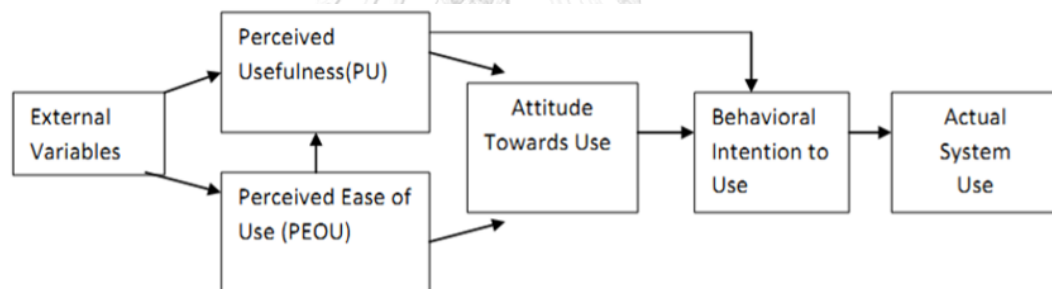 External
Variables
Perceived
Usefulness(PU)
Perceived Ease of
Use (PEOU)
Attitude
Towards Use
Behavioral
Intention to
Use
Actual
System
Use